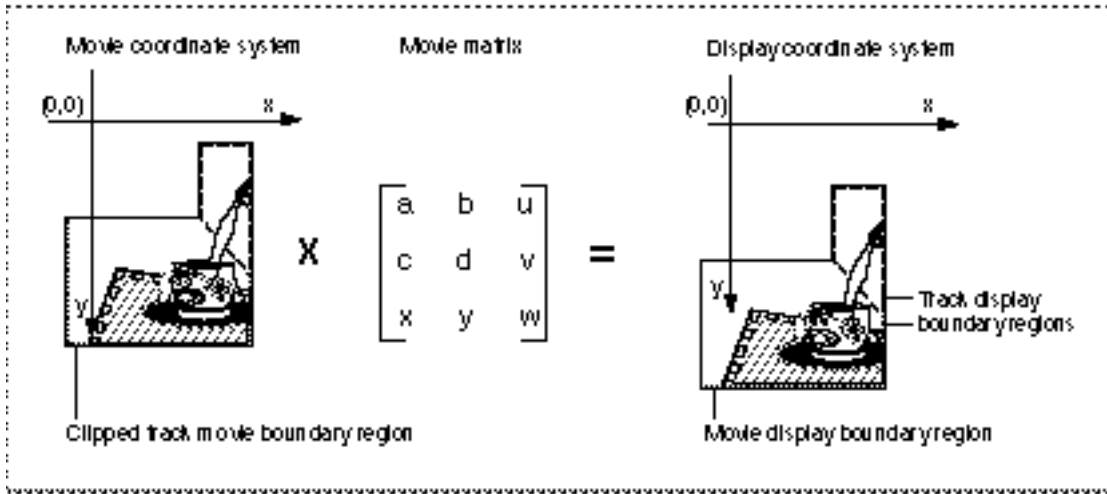 Movie coordinate system
Movie matrix
Display coordinate system
(0,0)
x
(0,0)
x
a b u
c d v
x y w
X
=
y
y
Track display
boundary regions
Clipped track movie boundary region
Movie display boundary region